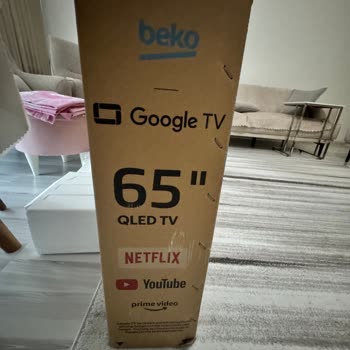 beko
Google TV
65"
QLED TV
NETFLIX
YouTube
prime video